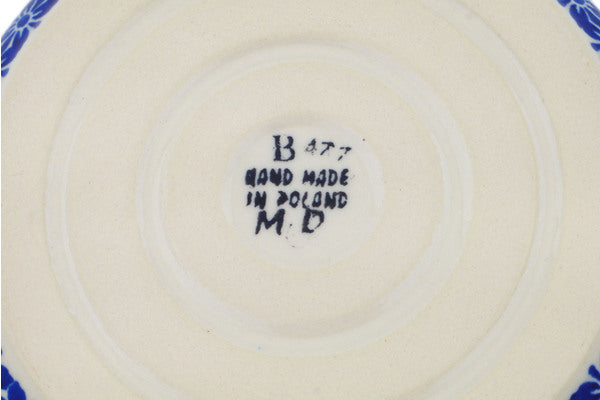 B 477
HAND MADE
IN POLAND
M.D